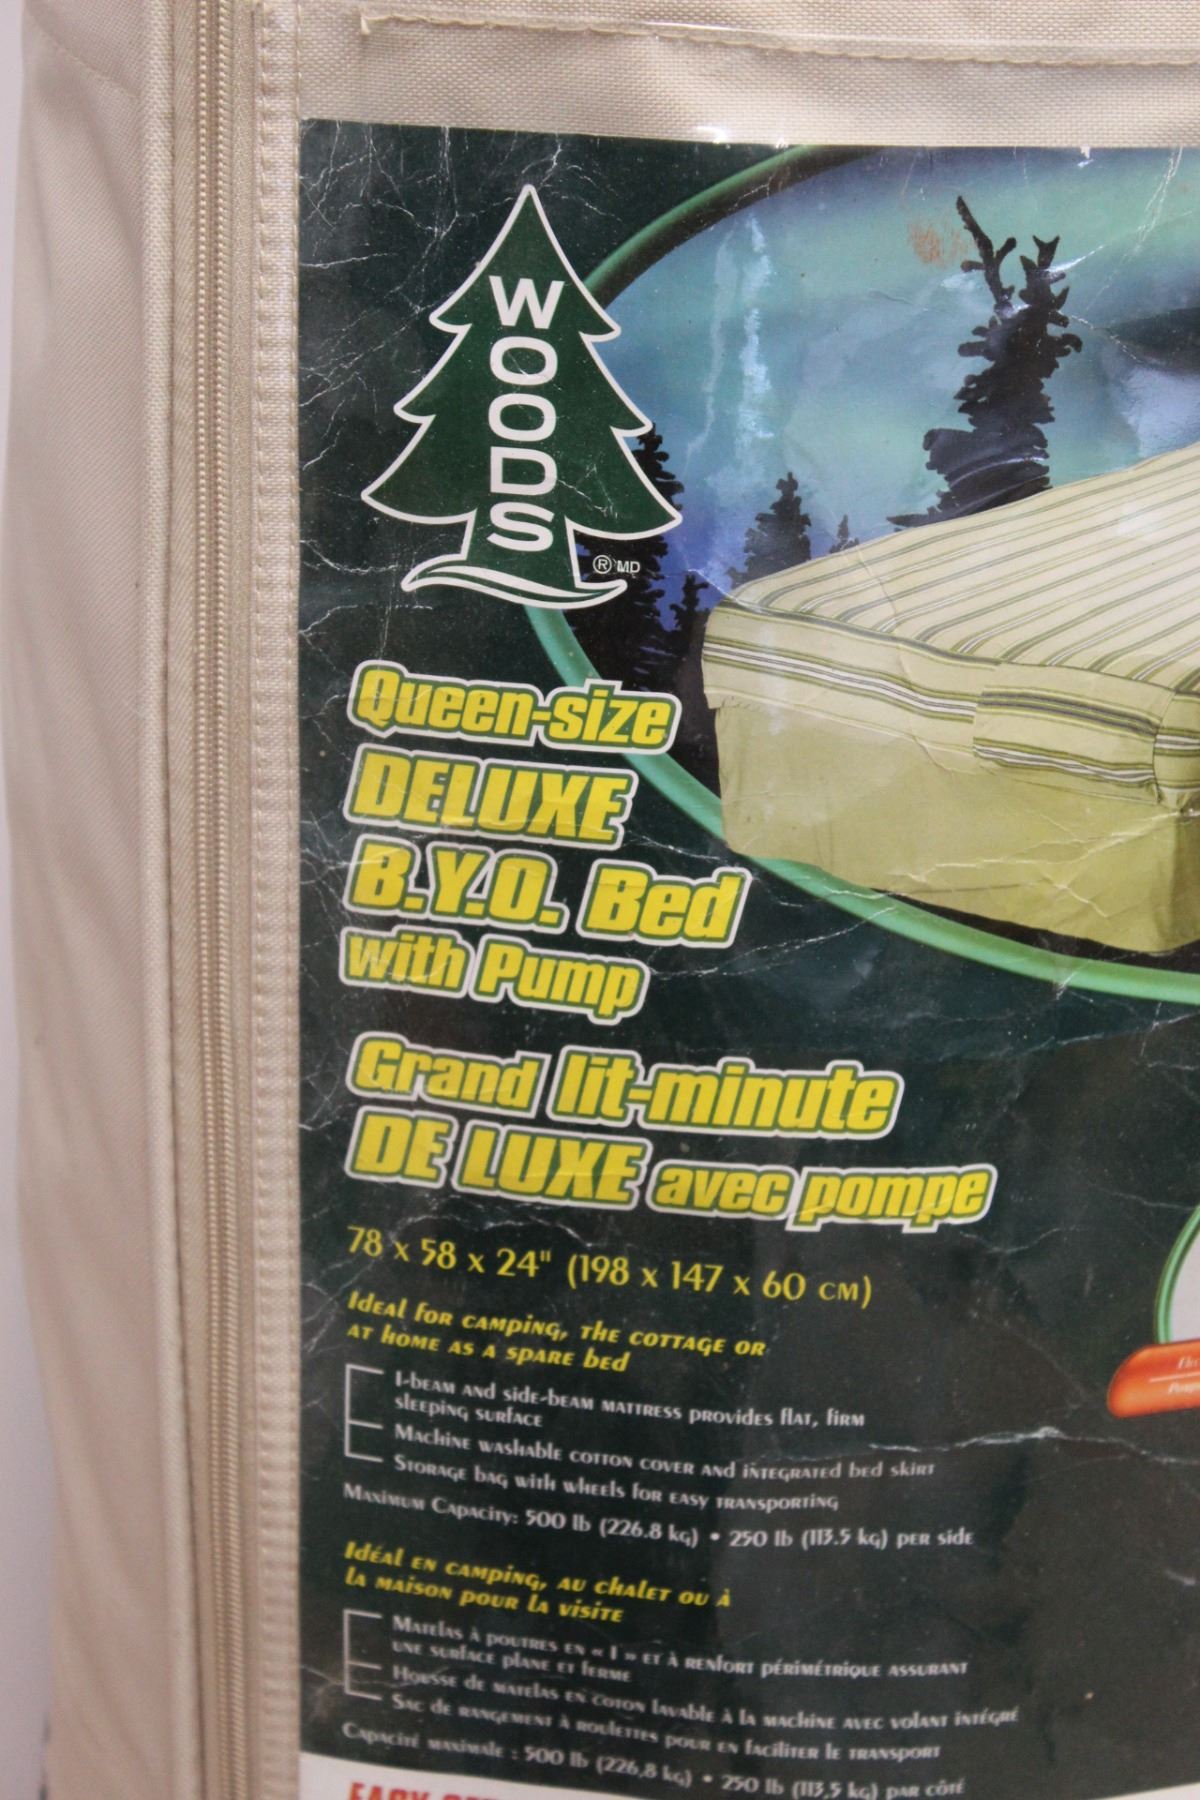 WOODS
® MD
Queen-size
DELUXE
B.Y.O. Bed
with Pump
Grand lit-minute
DE LUXE avec pompe
78 x 58 x 24" (198 x 147 x 60 cm)
Ideal for camping, the cottage or
at home as a spare bed
I-beam and side-beam mattress provides flat, firm
sleeping surface
Machine washable cotton cover and integrated bed skirt
Storage bag with wheels for easy transporting
Maximum Capacity: 500 lb (226.8 kg) • 250 lb (113.5 kg) per side
Idéal en camping, au chalet ou à
la maison pour la visite
Matelas à poutres en « I » et à renfort périmétrique assurant
une surface plane et ferme
Housse de matelas en coton lavable à la machine avec volant intégré
Sac de rangement à roulettes pour en faciliter le transport
Capacité maximale : 500 lb (226,8 kg) • 250 lb (113,5 kg) par côté
EASY